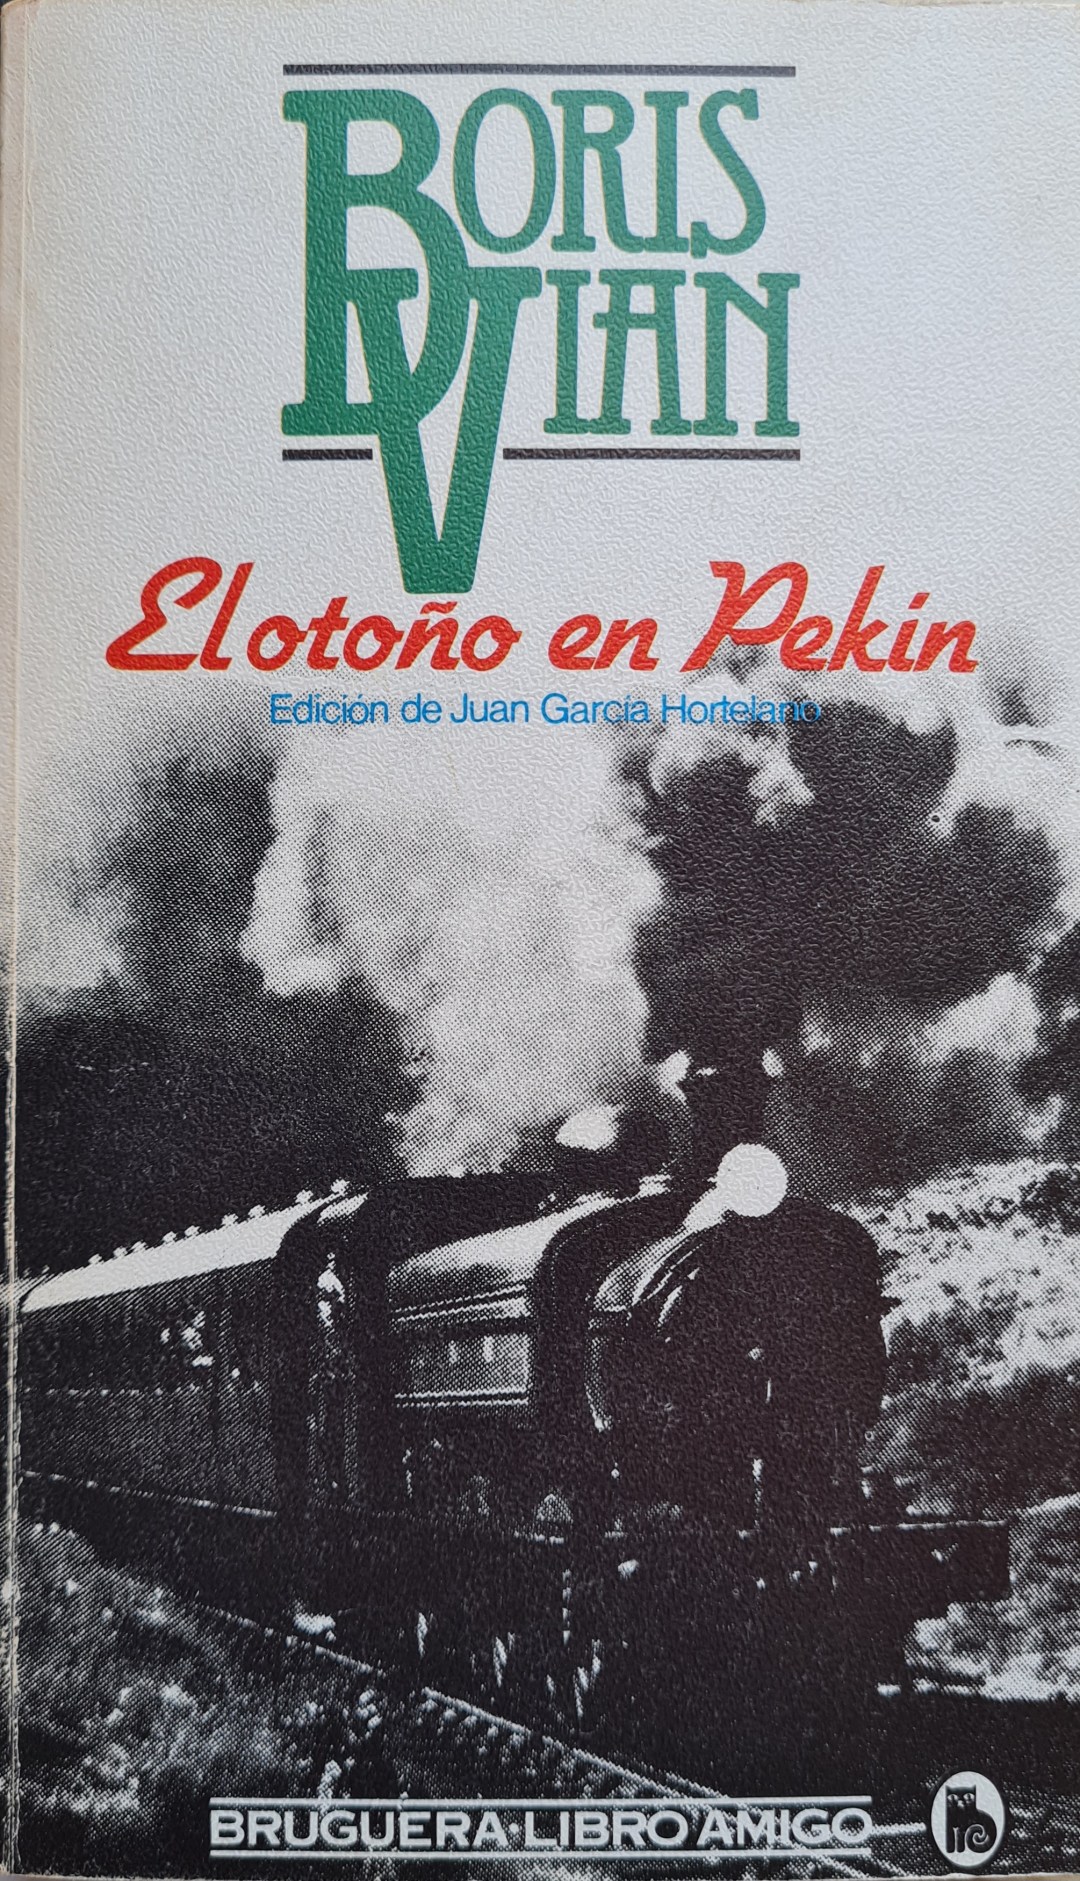 BORIS
VIAN
El otoño en Pekín
Edición de Juan García Hortelano
BRUGUERA·LIBRO AMIGO